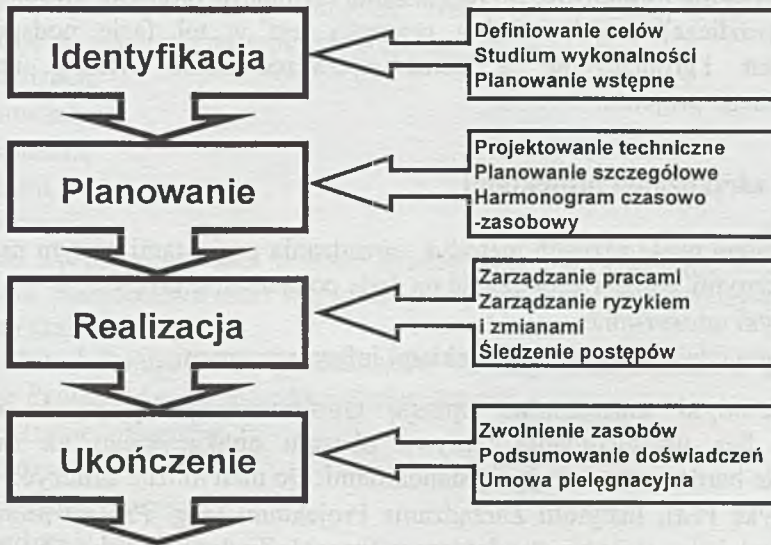 Identyfikacja
Definiowanie celów
Studium wykonalności
Planowanie wstępne
Planowanie
Projektowanie techniczne
Planowanie szczegółowe
Harmonogram czasowo
-zasobowy
Realizacja
Zarządzanie pracami
Zarządzanie ryzykiem
i zmianami
Śledzenie postępów
Ukończenie
Zwolnienie zasobów
Podsumowanie doświadczeń
Umowa pielęgnacyjna